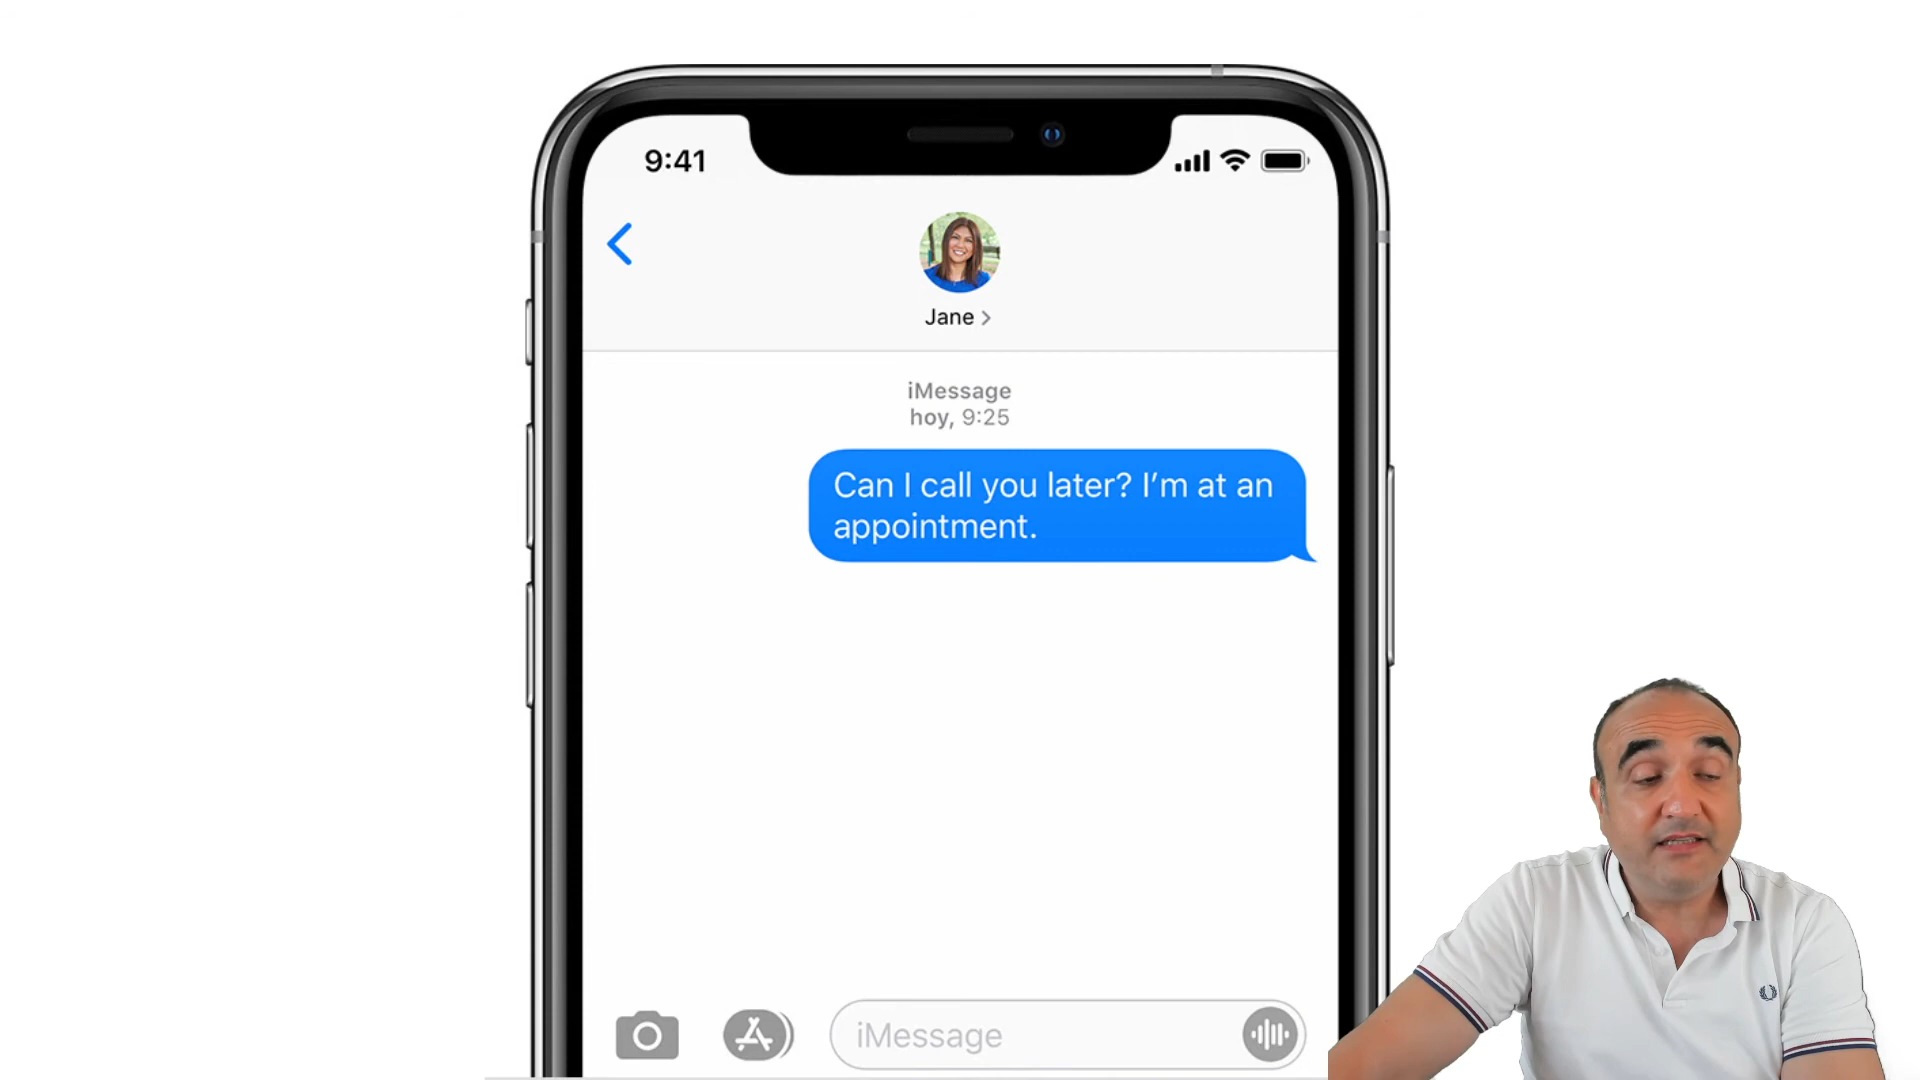 9:41
Jane >
iMessage
hoy, 9:25
Can I call you later? I’m at an
appointment.
iMessage